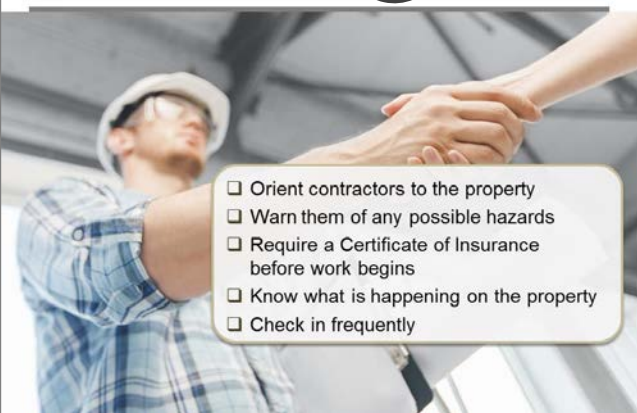 ❑ Orient contractors to the property
❑ Warn them of any possible hazards
❑ Require a Certificate of Insurance
before work begins
❑ Know what is happening on the property
❑ Check in frequently